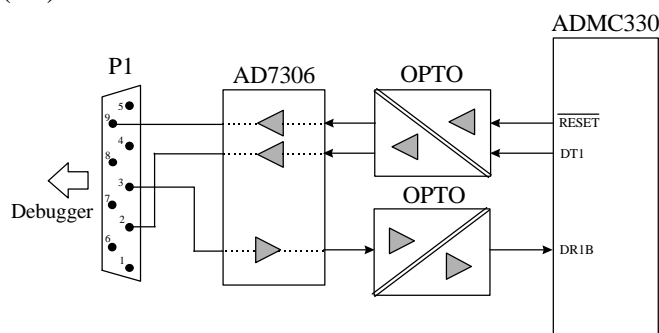 ADMC330
P1
AD7306
OPTO
5
9
4
8
3
7
2
6
1
RESET
DT1
Debugger
OPTO
DR1B